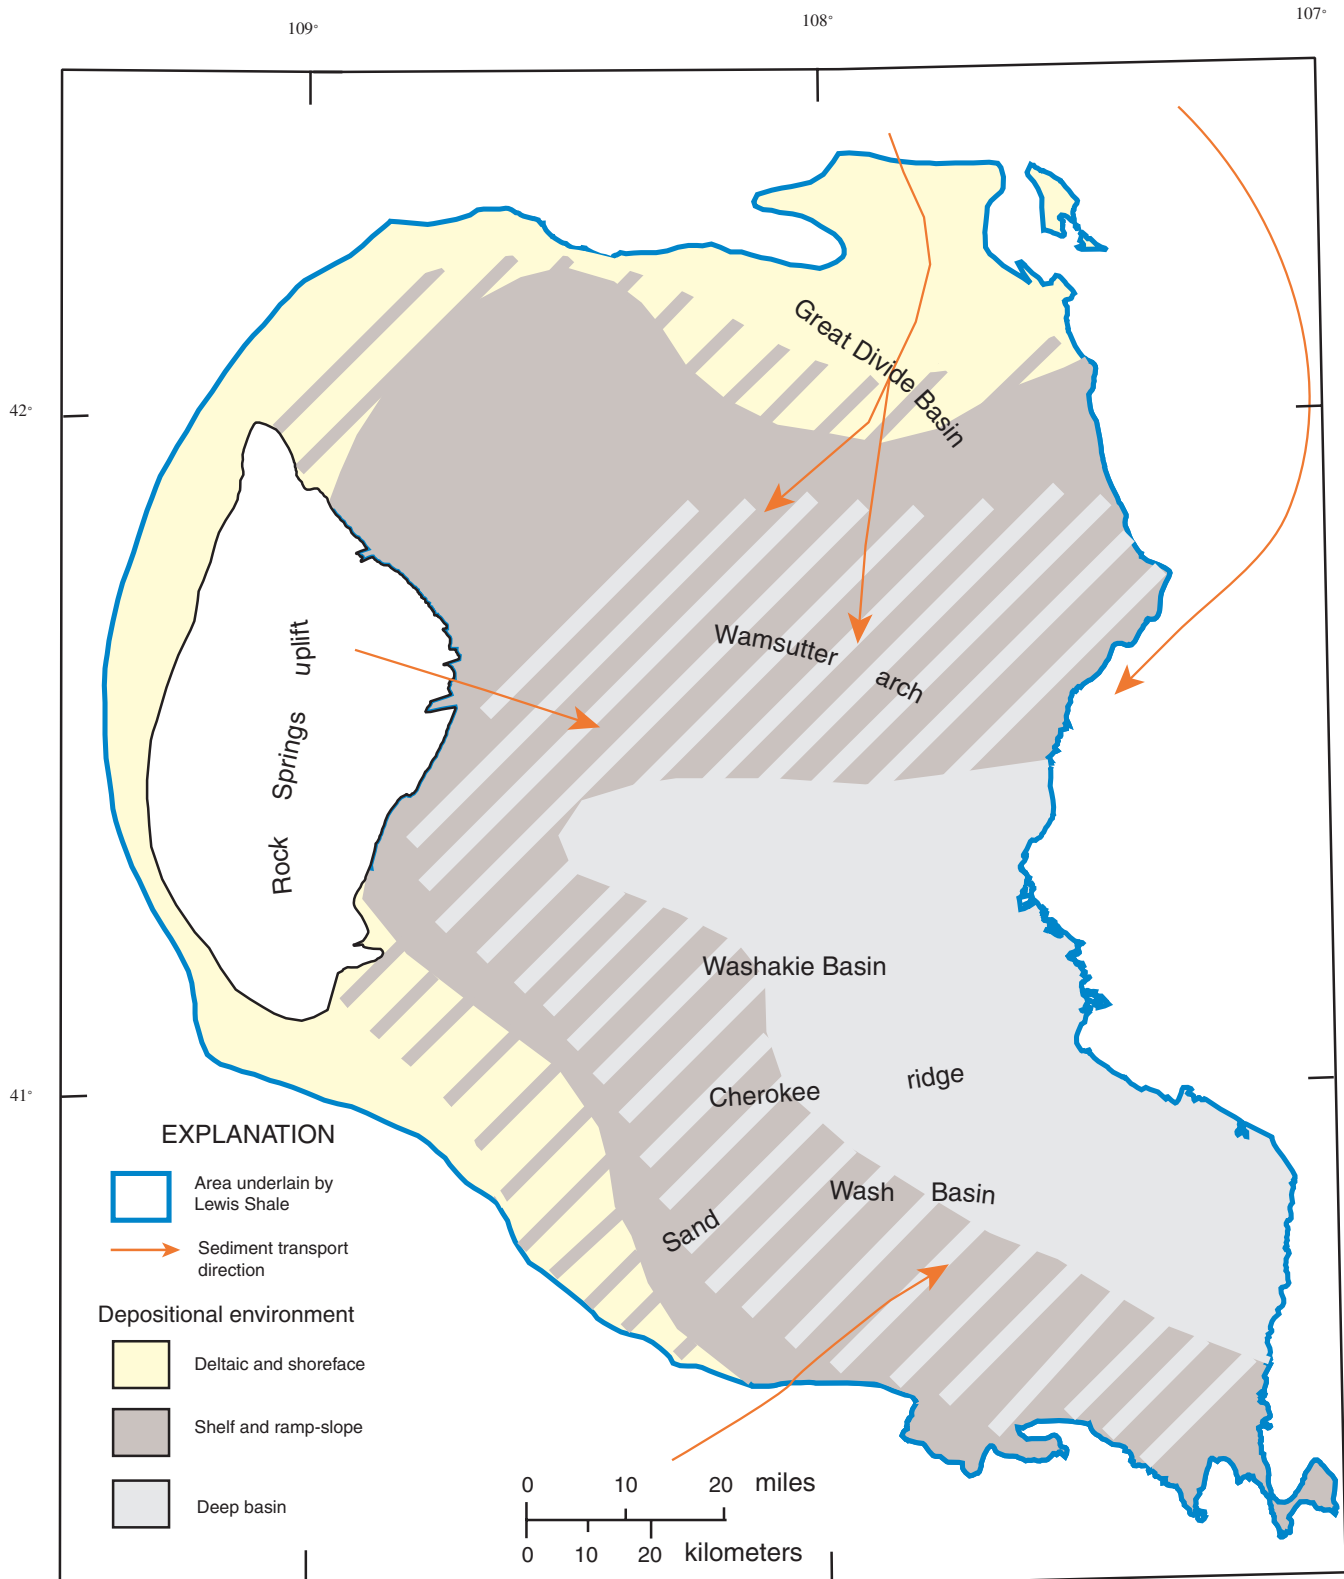 109°
108°
107°
Great Divide Basin
42°
Wamsutter
arch
Rock Springs uplift
Washakie Basin
Cherokee ridge
41°
EXPLANATION
Area underlain by
Lewis Shale
Sediment transport
direction
Depositional environment
Deltaic and shoreface
Shelf and ramp-slope
Deep basin
Sand Wash Basin
0 10 20 miles
0 10 20 kilometers